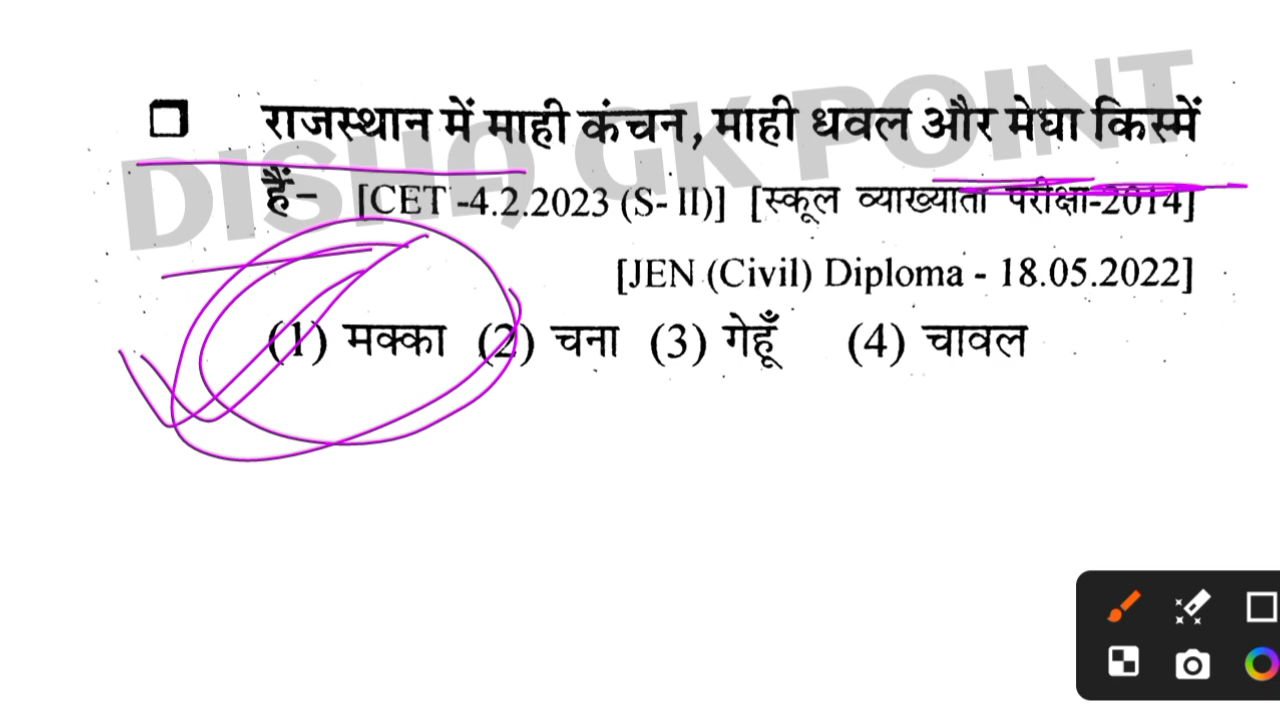 DISHQ GK POINT
राजस्थान में माही कंचन, माही धवल और मेघा किस्में
हैं- [CET -4.2.2023 (S- II)] [स्कूल व्याख्याता परीक्षा-2014]
[JEN (Civil) Diploma - 18.05.2022]
(1) मक्का (2) चना (3) गेहूँ (4) चावल